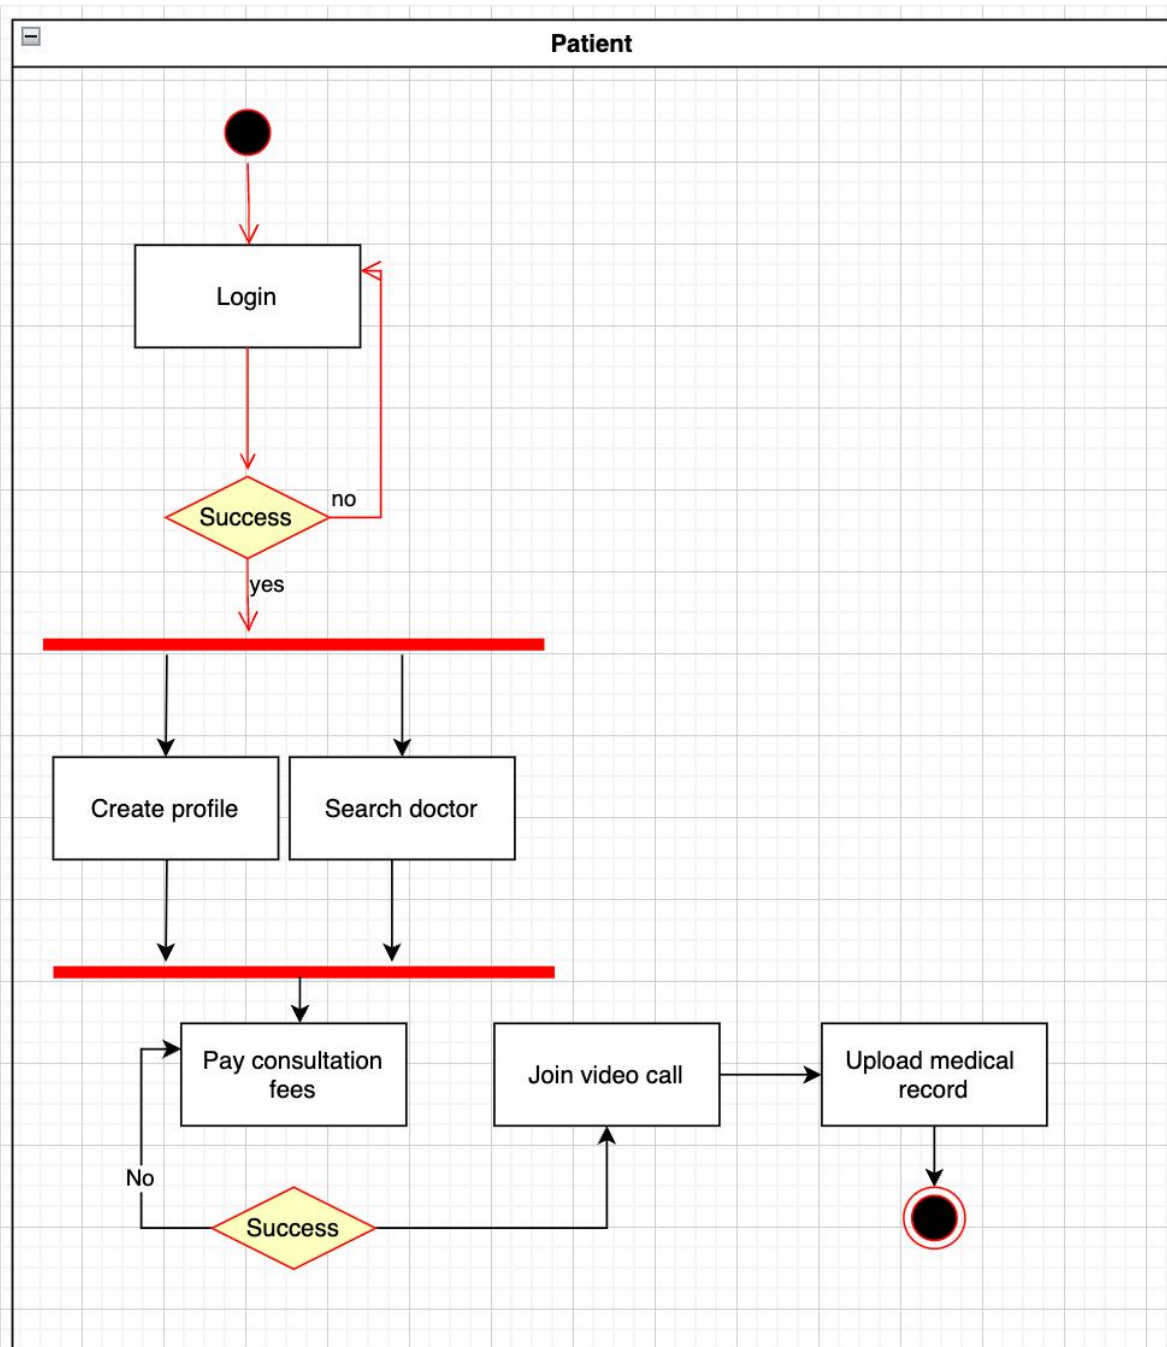 Patient
Login
no
Success
yes
Create profile
Search doctor
Pay consultation
fees
Join video call
Upload medical
record
No
Success